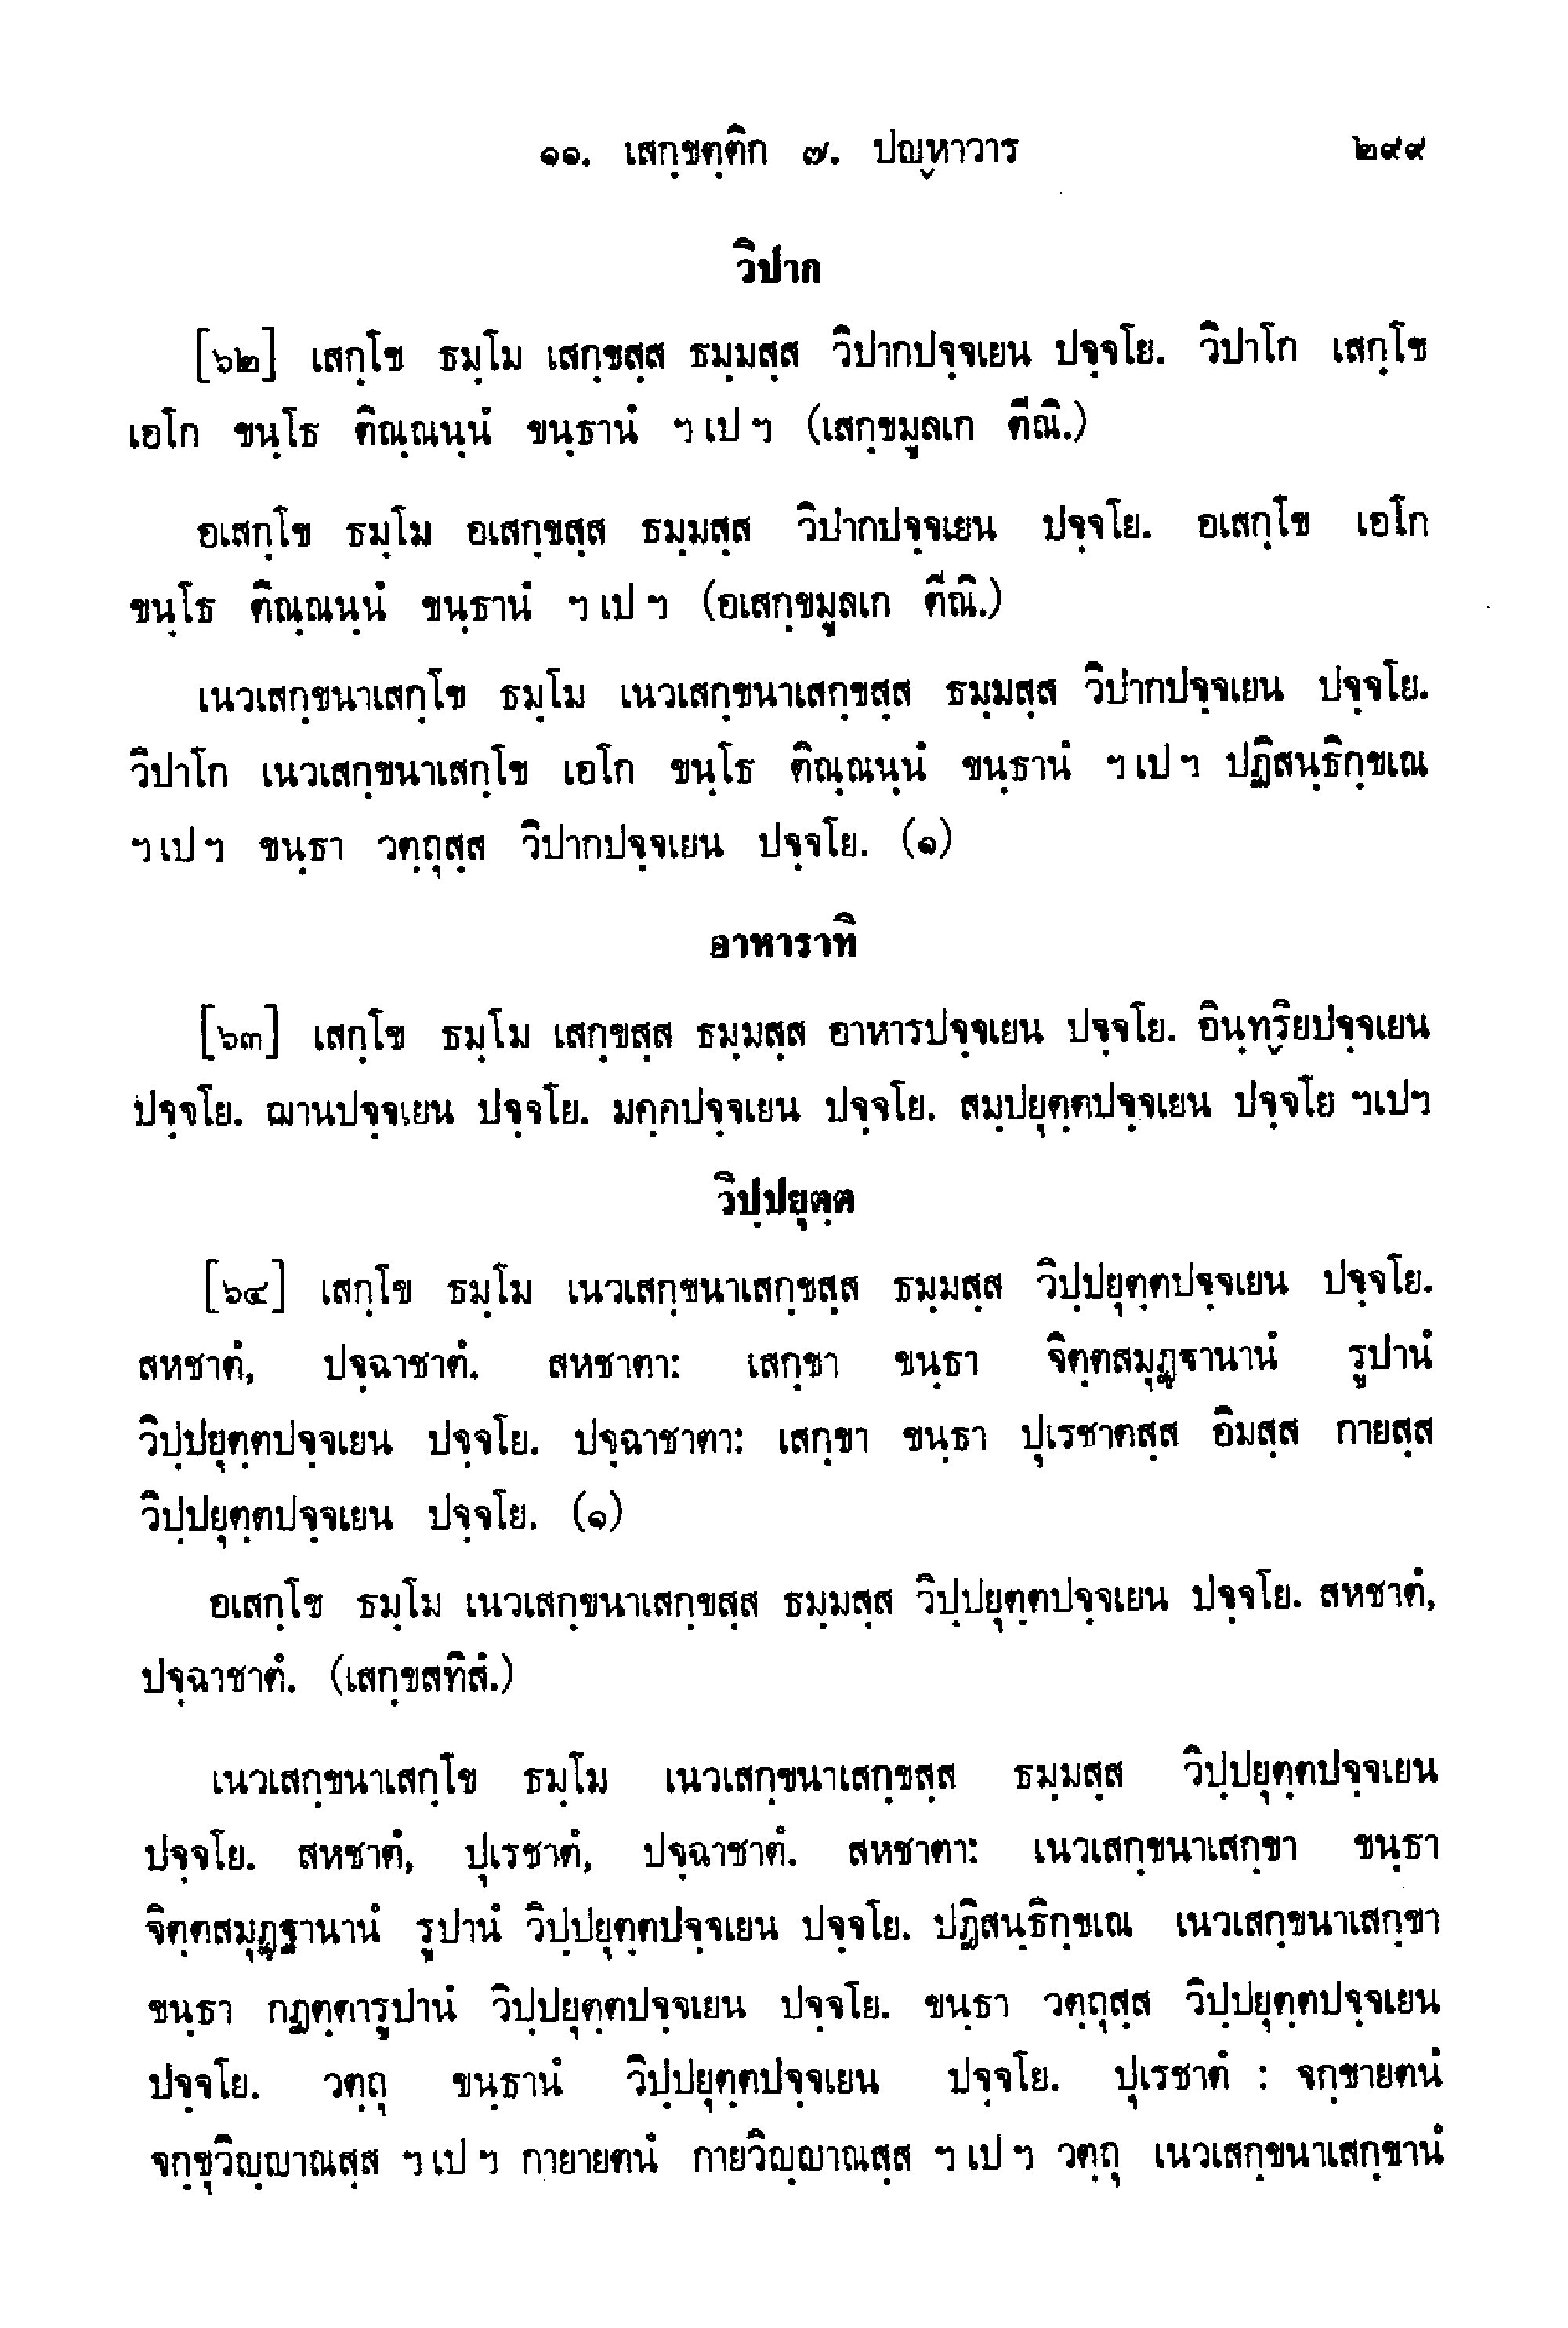 ๑๑. เสกฺขตฺติก ๗. ปญฺหาวาร ๒๙๙
วิปาก
[๖๒] เสกฺโข ธมฺโม เสกฺขสฺส ธมฺมสฺส วิปากปจฺจเยน ปจฺจโย. วิปาโก เสกฺโข
เอโก ขนฺโธ ติณฺณนฺนํ ขนฺธานํ ฯ เป ฯ (เสกฺขมูลเก ตีณิ.)
อเสกฺโข ธมฺโม อเสกฺขสฺส ธมฺมสฺส วิปากปจฺจเยน ปจฺจโย. อเสกฺโข เอโก
ขนฺโธ ติณฺณนฺนํ ขนฺธานํ ฯ เป ฯ (อเสกฺขมูลเก ตีณิ.)
เนวเสกฺขนาเสกฺโข ธมฺโม เนวเสกฺขนาเสกฺขสฺส ธมฺมสฺส วิปากปจฺจเยน ปจฺจโย.
วิปาโก เนวเสกฺขนาเสกฺโข เอโก ขนฺโธ ติณฺณนฺนํ ขนฺธานํ ฯ เป ฯ ปฏิสนฺธิกฺขเณ
ฯ เป ฯ ขนฺธา วตฺถุสฺส วิปากปจฺจเยน ปจฺจโย. (๑)
อาหาราทิ
[๖๓] เสกฺโข ธมฺโม เสกฺขสฺส ธมฺมสฺส อาหารปจฺจเยน ปจฺจโย. อินฺทฺริยปจฺจเยน
ปจฺจโย. ฌานปจฺจเยน ปจฺจโย. มคฺคปจฺจเยน ปจฺจโย. สมฺปยุตฺตปจฺจเยน ปจฺจโย ฯเปฯ
วิปฺปยุตฺต
[๖๔] เสกฺโข ธมฺโม เนวเสกฺขนาเสกฺขสฺส ธมฺมสฺส วิปฺปยุตฺตปจฺจเยน ปจฺจโย.
สหชาตํ, ปจฺฉาชาตํ. สหชาตา: เสกฺขา ขนฺธา จิตฺตสมุฏฺฐานานํ รูปานํ
วิปฺปยุตฺตปจฺจเยน ปจฺจโย. ปจฺฉาชาตา: เสกฺขา ขนฺธา ปุเรชาตสฺส อิมสฺส กายสฺส
วิปฺปยุตฺตปจฺจเยน ปจฺจโย. (๑)
อเสกฺโข ธมฺโม เนวเสกฺขนาเสกฺขสฺส ธมฺมสฺส วิปฺปยุตฺตปจฺจเยน ปจฺจโย. สหชาตํ,
ปจฺฉาชาตํ. (เสกฺขสทิสํ.)
เนวเสกฺขนาเสกฺโข ธมฺโม เนวเสกฺขนาเสกฺขสฺส ธมฺมสฺส วิปฺปยุตฺตปจฺจเยน
ปจฺจโย. สหชาตํ, ปุเรชาตํ, ปจฺฉาชาตํ. สหชาตา: เนวเสกฺขนาเสกฺขา ขนฺธา
จิตฺตสมุฏฺฐานานํ รูปานํ วิปฺปยุตฺตปจฺจเยน ปจฺจโย. ปฏิสนฺธิกฺขเณ เนวเสกฺขนาเสกฺขา
ขนฺธา กฏตฺตารูปานํ วิปฺปยุตฺตปจฺจเยน ปจฺจโย. ขนฺธา วตฺถุสฺส วิปฺปยุตฺตปจฺจเยน
ปจฺจโย. วตฺถุ ขนฺธานํ วิปฺปยุตฺตปจฺจเยน ปจฺจโย. ปุเรชาตํ : จกฺขายตนํ
จกฺขุวิญฺญาณสฺส ฯ เป ฯ กายายตนํ กายวิญฺญาณสฺส ฯ เป ฯ วตฺถุ เนวเสกฺขนาเสกฺขานํ